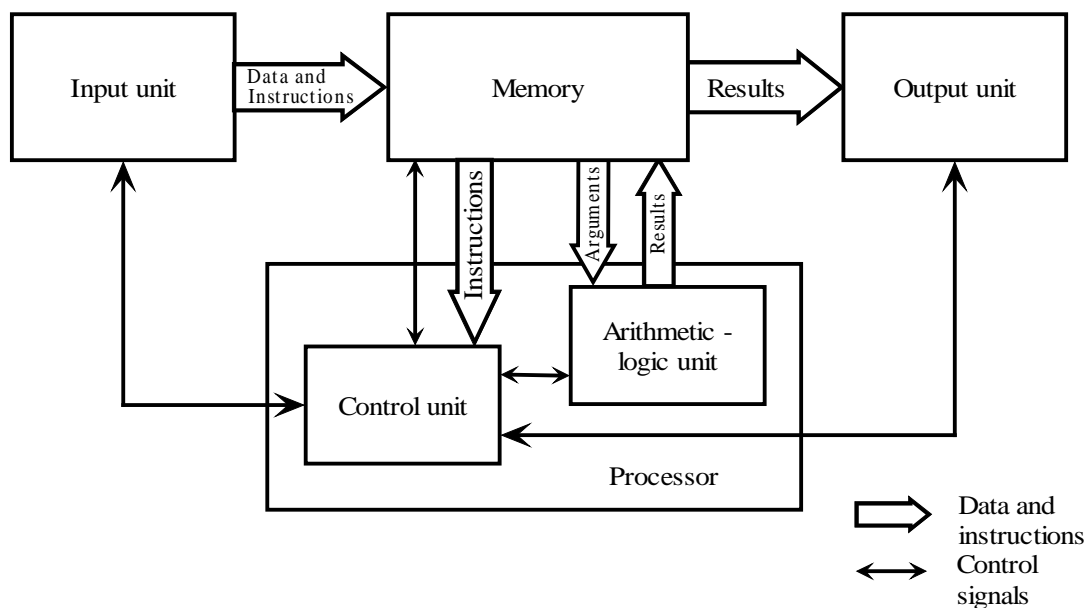 Input unit
Data and
Instructions
Memory
Results
Output unit
Instructions
Arguments
Results
Arithmetic -
logic unit
Control unit
Processor
Data and
instructions
Control
signals